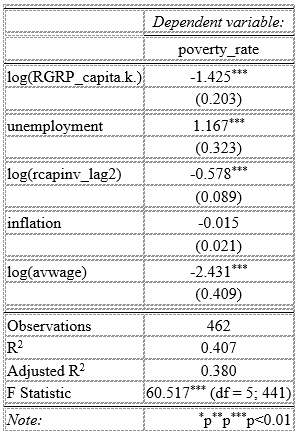 Dependent variable:
poverty_rate
log(RGRP_capita.k.) -1.425***
(0.203)
unemployment 1.167***
(0.323)
log(rcapinv_lag2) -0.578***
(0.089)
inflation -0.015
(0.021)
log(avwage) -2.431***
(0.409)
Observations 462
R² 0.407
Adjusted R² 0.380
F Statistic 60.517*** (df = 5; 441)
Note: *p**p***p<0.01